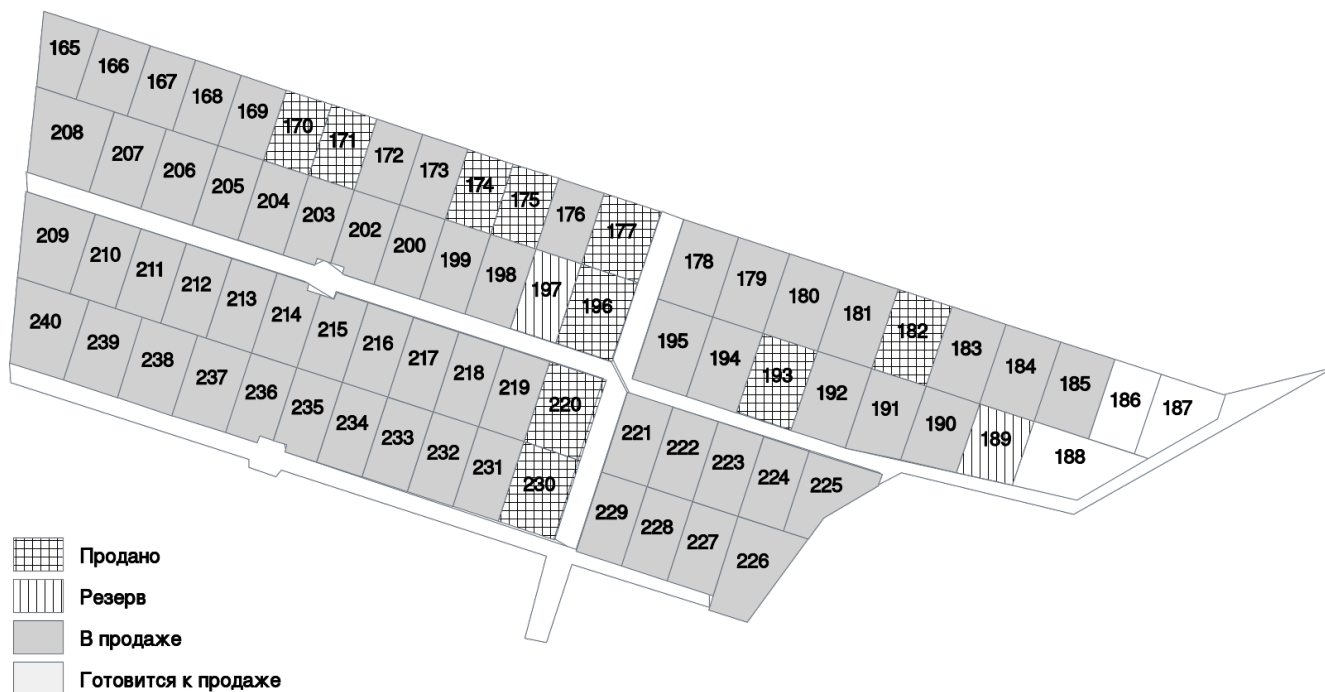 165 166 167 168 169 170 171 172 173 174 175 176 177
178 179 180 181 182 183 184 185 186 187
208 207 206 205 204 203 202 200 199 198 197 196
195 194 193 192 191 190 189 188
209 210 211 212 213 214 215 216 217 218 219 220
221 222 223 224 225
240 239 238 237 236 235 234 233 232 231 230
229 228 227 226
Продано
Резерв
В продаже
Готовится к продаже